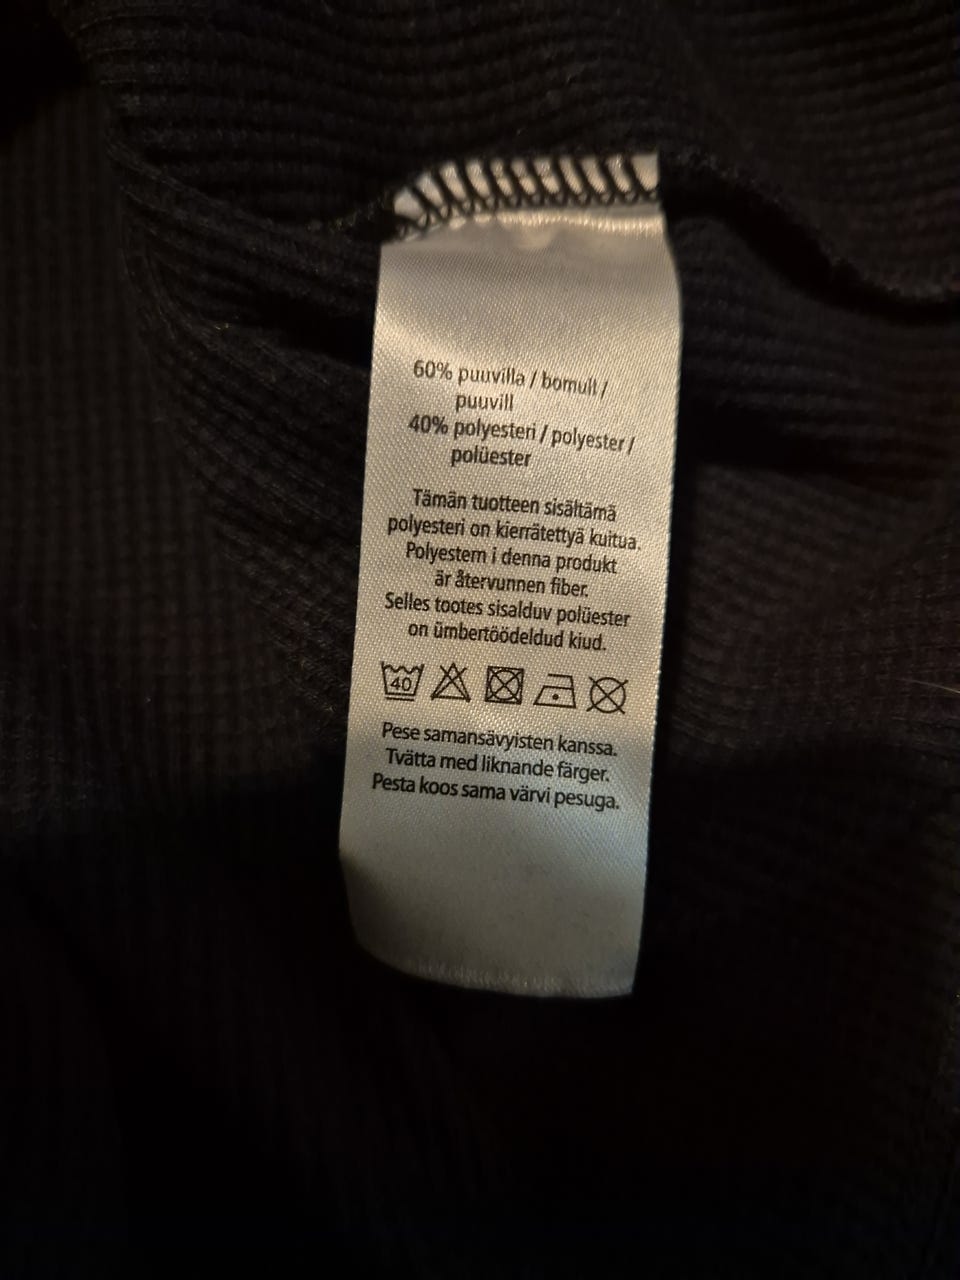 60% puuvilla / bomull /
puuvill
40% polyesteri / polyester /
polüester
Tämän tuotteen sisältämä
polyesteri on kierrätettyä kuitua.
Polyestern i denna produkt
är återvunnen fiber.
Selles tootes sisalduv polüester
on ümbertöödeldud kiud.
40
Pese samansävyisten kanssa.
Tvätta med liknande färger.
Pesta koos sama värvi pesuga.